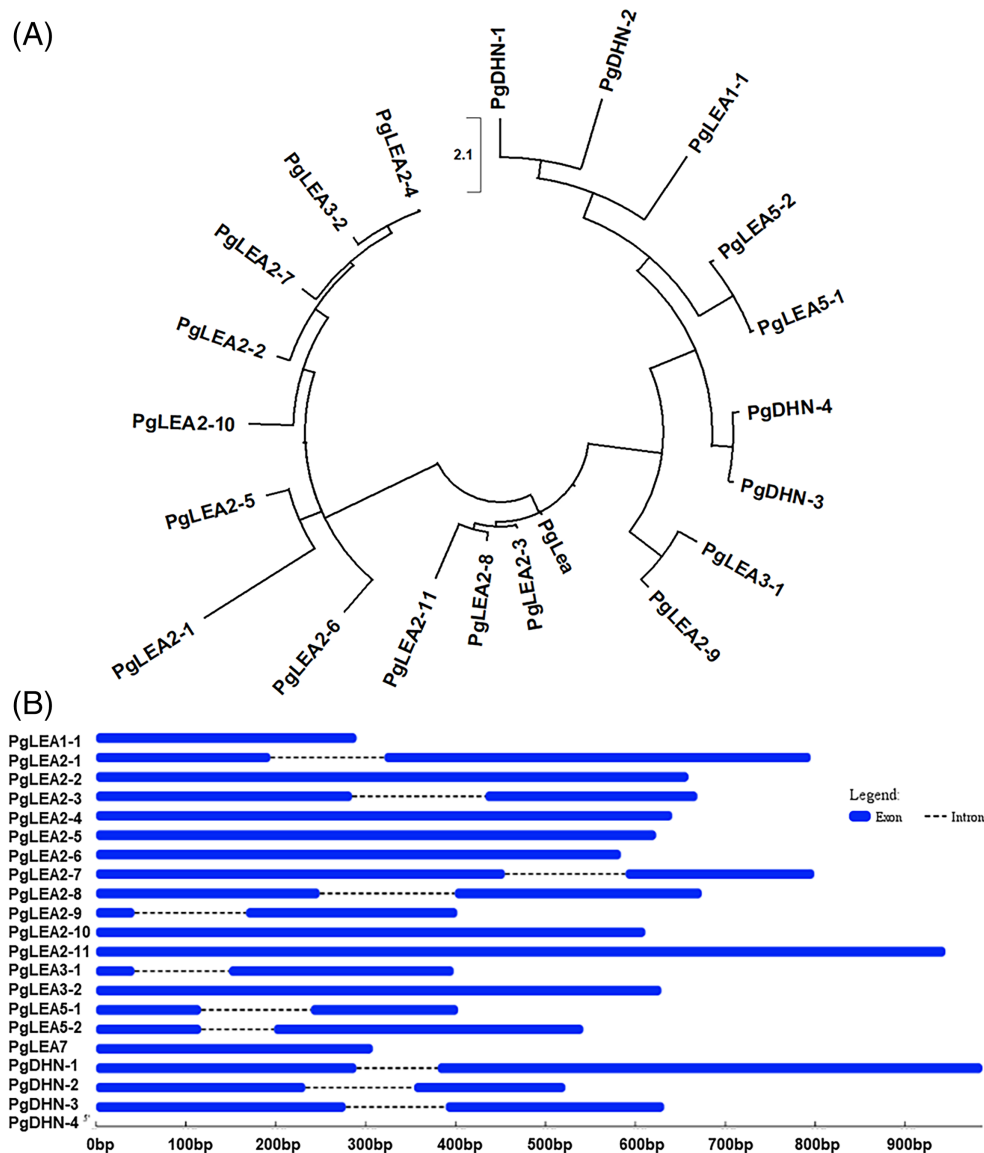 (A)
PgDHN-1
PgDHN-2
PgLEA1-1
PgLEA5-2
PgLEA5-1
PgDHN-4
PgDHN-3
PgLEA3-1
PgLEA2-9
PgLea
PgLEA2-3
PgLEA2-8
PgLEA2-11
PgLEA2-6
PgLEA2-1
PgLEA2-5
PgLEA2-10
PgLEA2-2
PgLEA2-7
PgLEA3-2
PgLEA2-4
2.1
(B)
PgLEA1-1
PgLEA2-1
PgLEA2-2
PgLEA2-3
PgLEA2-4
PgLEA2-5
PgLEA2-6
PgLEA2-7
PgLEA2-8
PgLEA2-9
PgLEA2-10
PgLEA2-11
PgLEA3-1
PgLEA3-2
PgLEA5-1
PgLEA5-2
PgLEA7
PgDHN-1
PgDHN-2
PgDHN-3
PgDHN-4 5'
Legend:
Exon Intron
0bp 100bp 200bp 300bp 400bp 500bp 600bp 700bp 800bp 900bp